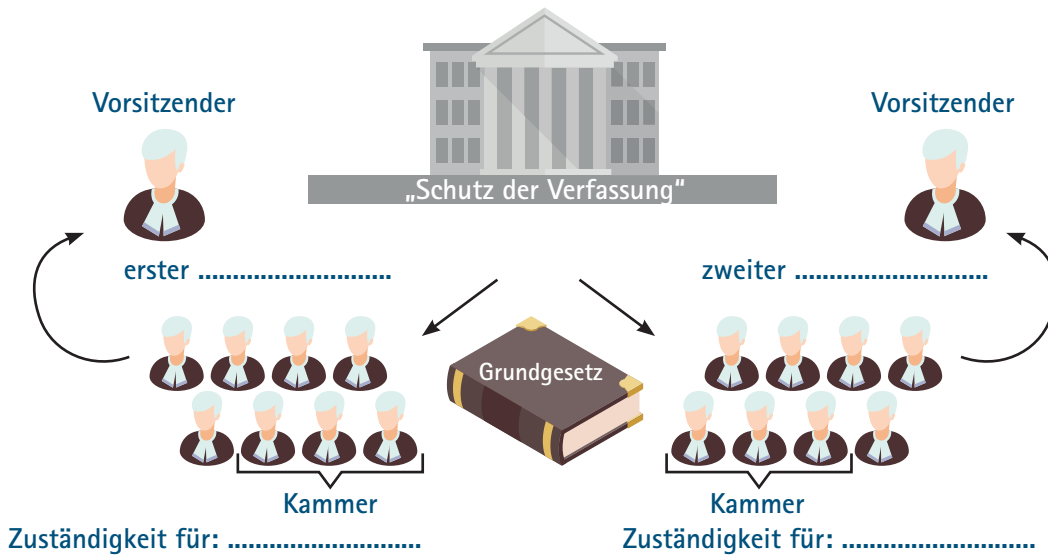 Vorsitzender
Vorsitzender
„Schutz der Verfassung“
erster ............................
zweiter ............................
Grundgesetz
Kammer
Kammer
Zuständigkeit für: ............................
Zuständigkeit für: ............................